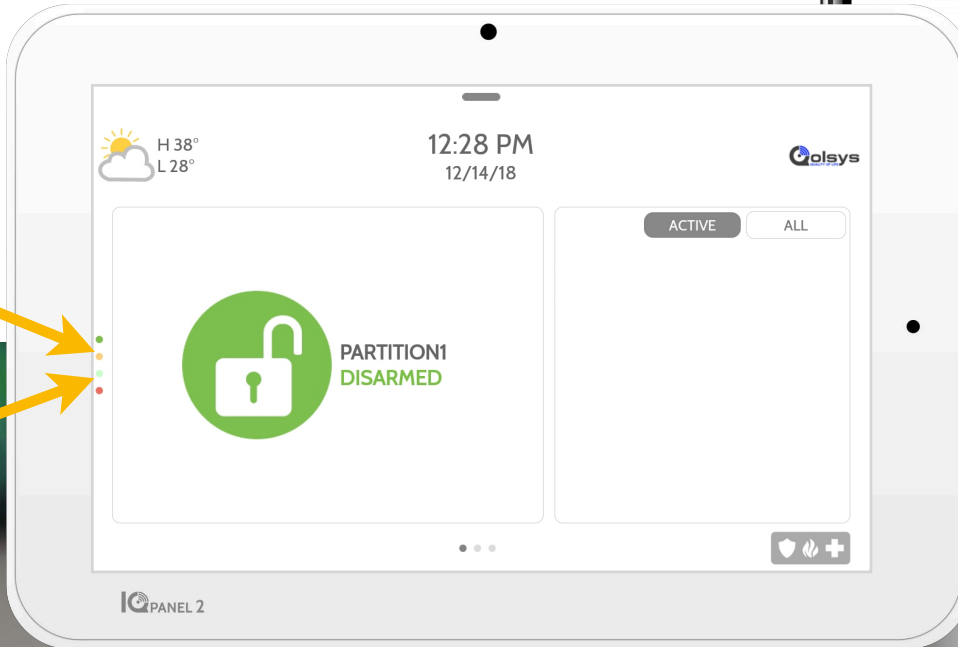 H 38°
L 28°
12:28 PM
12/14/18
Qolsys
ACTIVE
ALL
PARTITION1
DISARMED
IQ PANEL 2